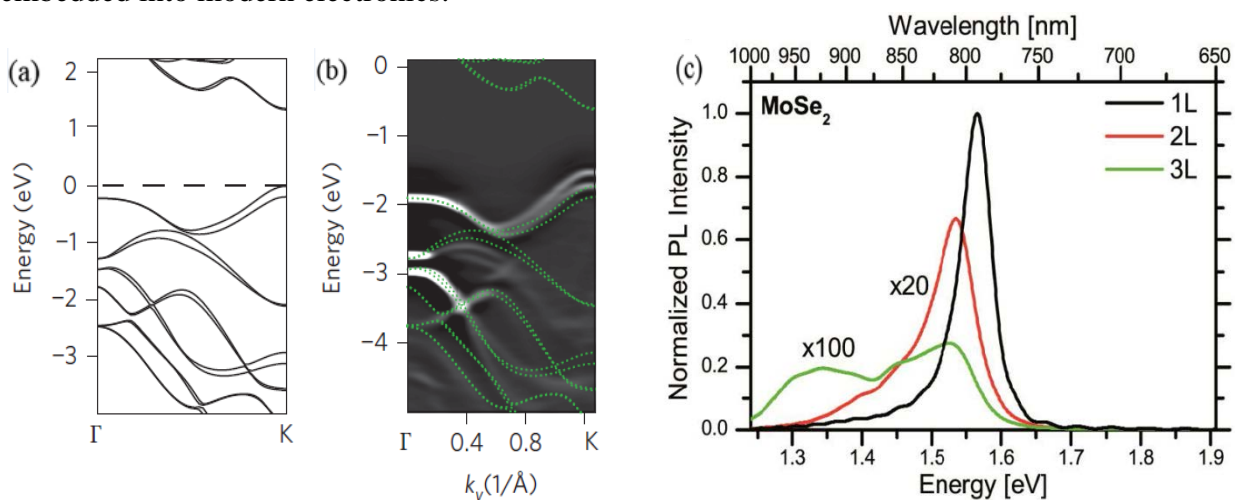 embedded into modern electronics.
(a)
2
1
0
−1
−2
−3
Energy (eV)
Γ
K
(b)
0
−1
−2
−3
−4
Energy (eV)
Γ
0.4
0.8
K
ky(1/Å)
(c)
Wavelength [nm]
1000 950 900 850 800 750 700 650
MoSe2
1L
2L
3L
x20
x100
Normalized PL Intensity
1.0
0.8
0.6
0.4
0.2
0.0
1.3 1.4 1.5 1.6 1.7 1.8 1.9
Energy [eV]